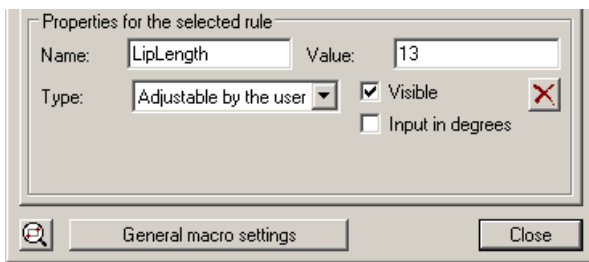 Properties for the selected rule
Name: LipLength Value: 13
Type: Adjustable by the user Visible
Input in degrees
General macro settings Close